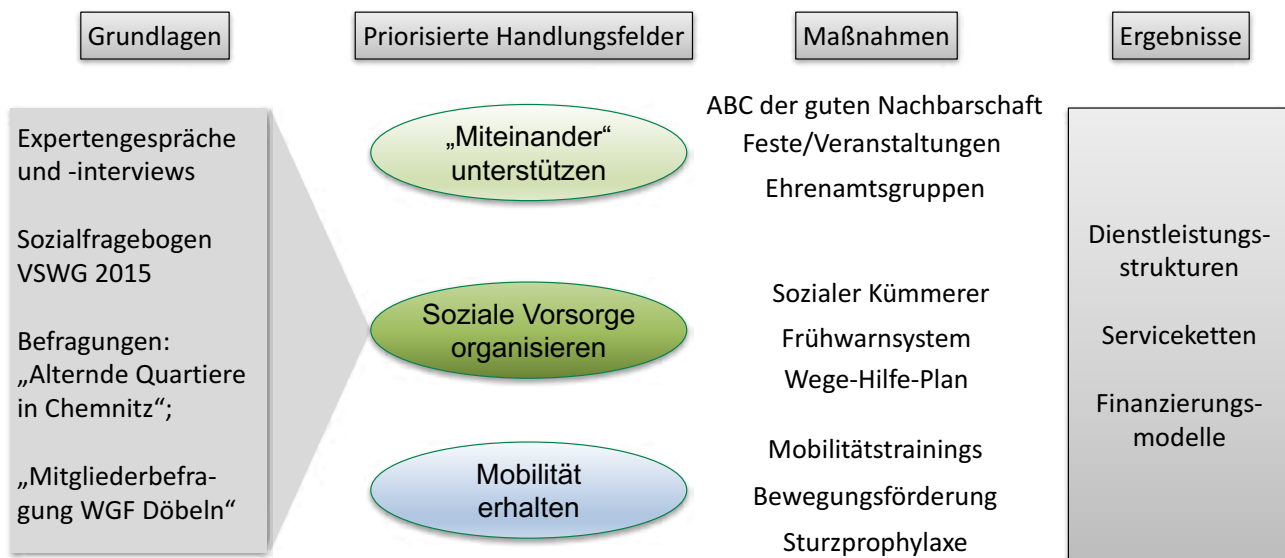 Grundlagen
Priorisierte Handlungsfelder
Maßnahmen
Ergebnisse
Expertengespräche
und -interviews
Sozialfragebogen
VSWG 2015
Befragungen:
„Alternde Quartiere
in Chemnitz“;
„Mitgliederbefra-
gung WGF Döbeln“
„Miteinander“
unterstützen
Soziale Vorsorge
organisieren
Mobilität
erhalten
ABC der guten Nachbarschaft
Feste/Veranstaltungen
Ehrenamtsgruppen
Sozialer Kümmerer
Frühwarnsystem
Wege-Hilfe-Plan
Mobilitätstrainings
Bewegungsförderung
Sturzprophylaxe
Dienstleistungs-
strukturen
Serviceketten
Finanzierungs-
modelle